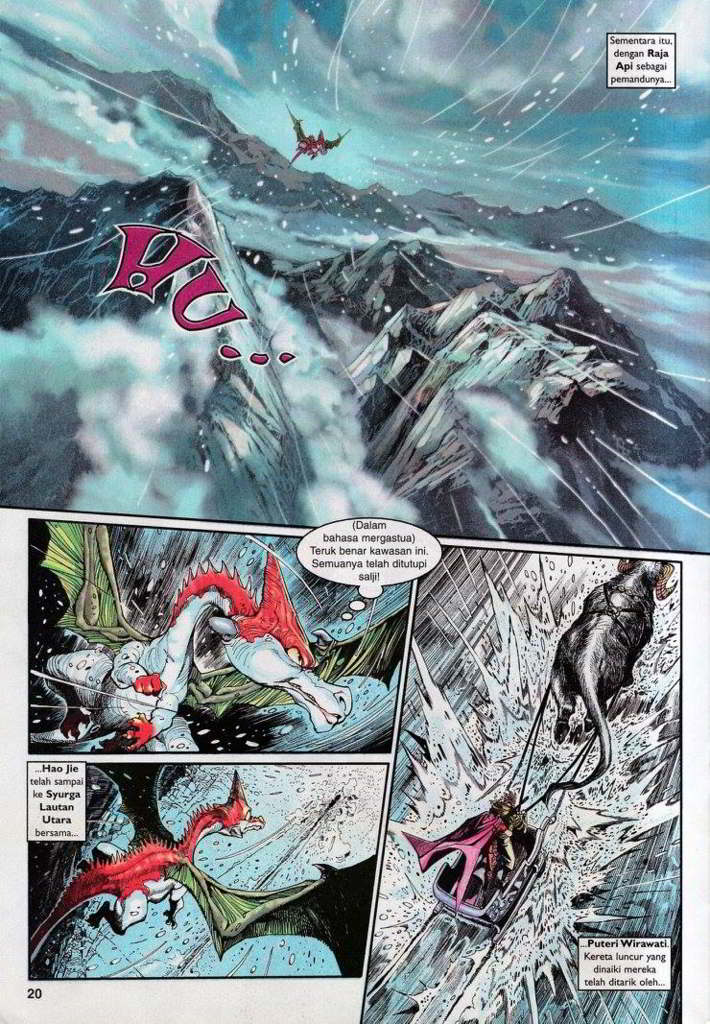 Sementara itu,
dengan Raja
Api sebagai
pemandunya...
HU...
(Dalam
bahasa mergastua)
Teruk benar kawasan ini.
Semuanya telah ditutupi
salji!
...Hao Jie
telah sampai
ke Syurga
Lautan
Utara
bersama...
...Puteri Wirawati.
Kereta luncur yang
dinaiki mereka
telah ditarik oleh...
20